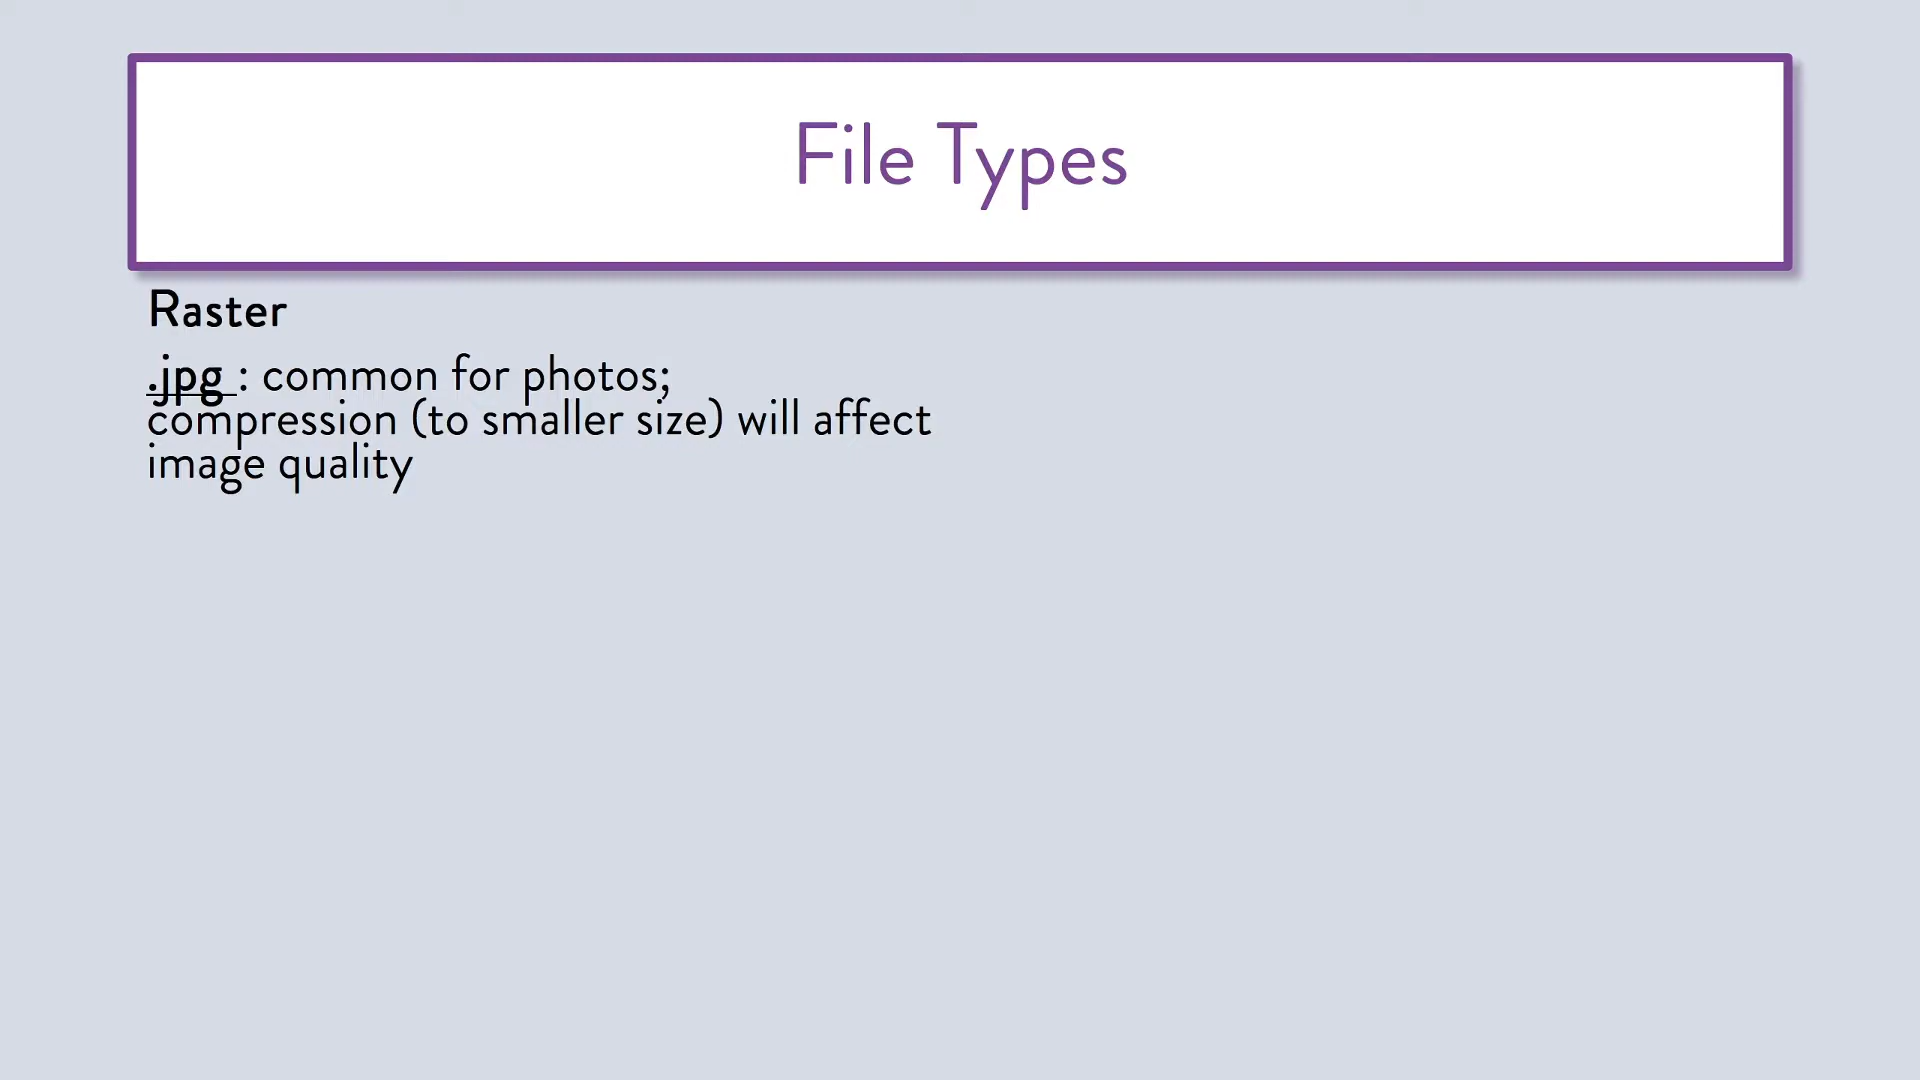 File Types
Raster
.jpg : common for photos;
compression (to smaller size) will affect
image quality